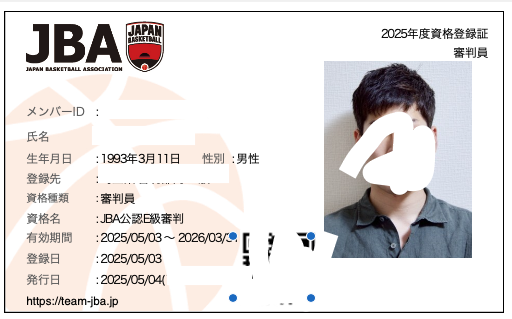 JBA
JAPAN BASKETBALL ASSOCIATION
JAPAN
BASKETBALL
2025年度資格登録証
審判員
メンバーID :
氏名
生年月日 : 1993年3月11日 性別 : 男性
登録先 :
資格種類 : 審判員
資格名 : JBA公認E級審判
有効期間 : 2025/05/03 ~ 2026/03/3
登録日 : 2025/05/03
発行日 : 2025/05/04(
https://team-jba.jp